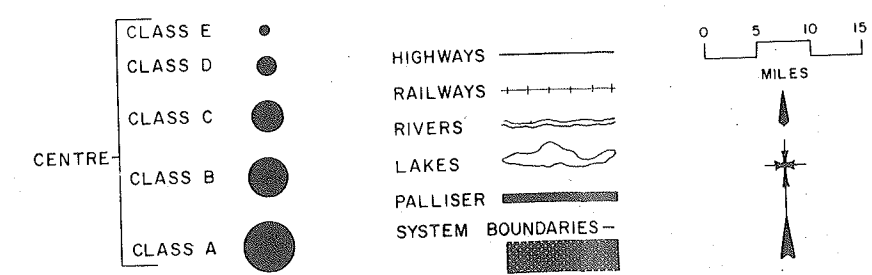 CENTRE
CLASS E
CLASS D
CLASS C
CLASS B
CLASS A
HIGHWAYS
RAILWAYS
RIVERS
LAKES
PALLISER
SYSTEM BOUNDARIES—
0 5 10 15
MILES